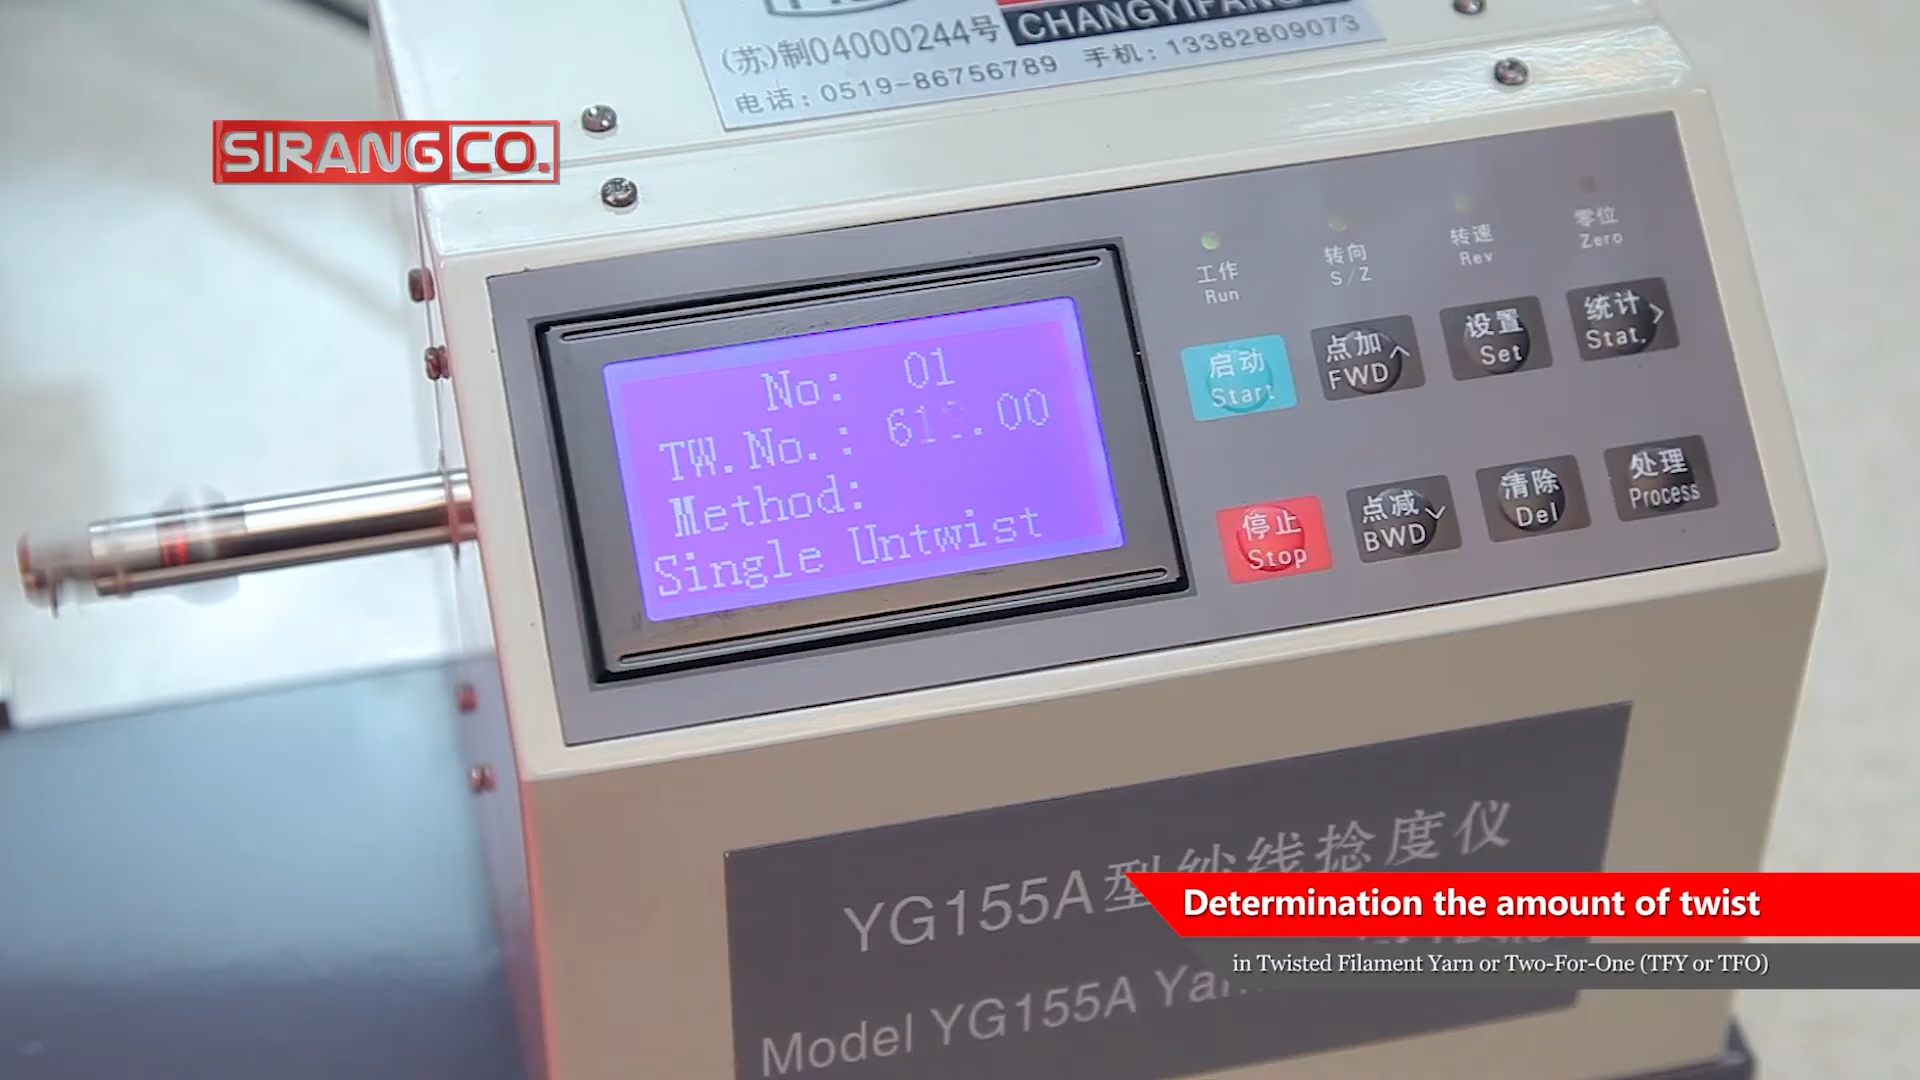 (苏)制04000244号
CHANGYIFANG
电话: 0519-86756789 手机: 13382809073
SIRANG CO.
工作
Run
转向
S/Z
转速
Rev
零位
Zero
No: 01
TW.No.:
Method:
Single Untwist
启动
Start
点加
FWD
设置
Set
统计
Stat.
停止
Stop
点减
BWD
清除
Del
处理
Process
YG155A型纱线捻度仪
Model YG155A
Determination the amount of twist
in Twisted Filament Yarn or Two-For-One (TFY or TFO)